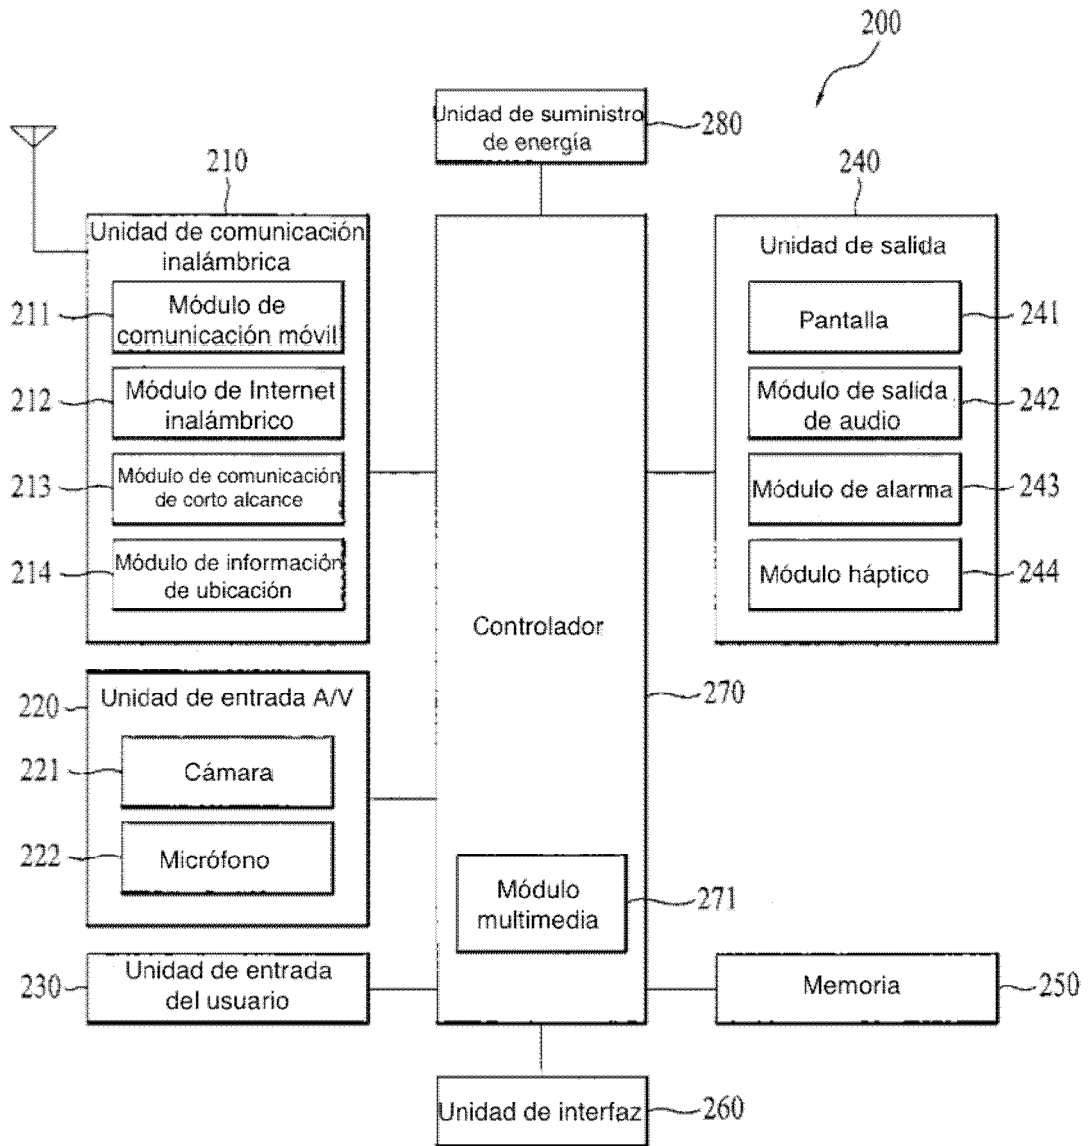 200
Unidad de suministro
de energía
280
210
240
Unidad de comunicación
inalámbrica
Unidad de salida
211
Módulo de
comunicación móvil
Pantalla
241
212
Módulo de Internet
inalámbrico
Módulo de salida
de audio
242
213
Módulo de comunicación
de corto alcance
Módulo de alarma
243
214
Módulo de información
de ubicación
Módulo háptico
244
Controlador
220
Unidad de entrada A/V
270
221
Cámara
222
Micrófono
Módulo
multimedia
271
230
Unidad de entrada
del usuario
Memoria
250
Unidad de interfaz
260